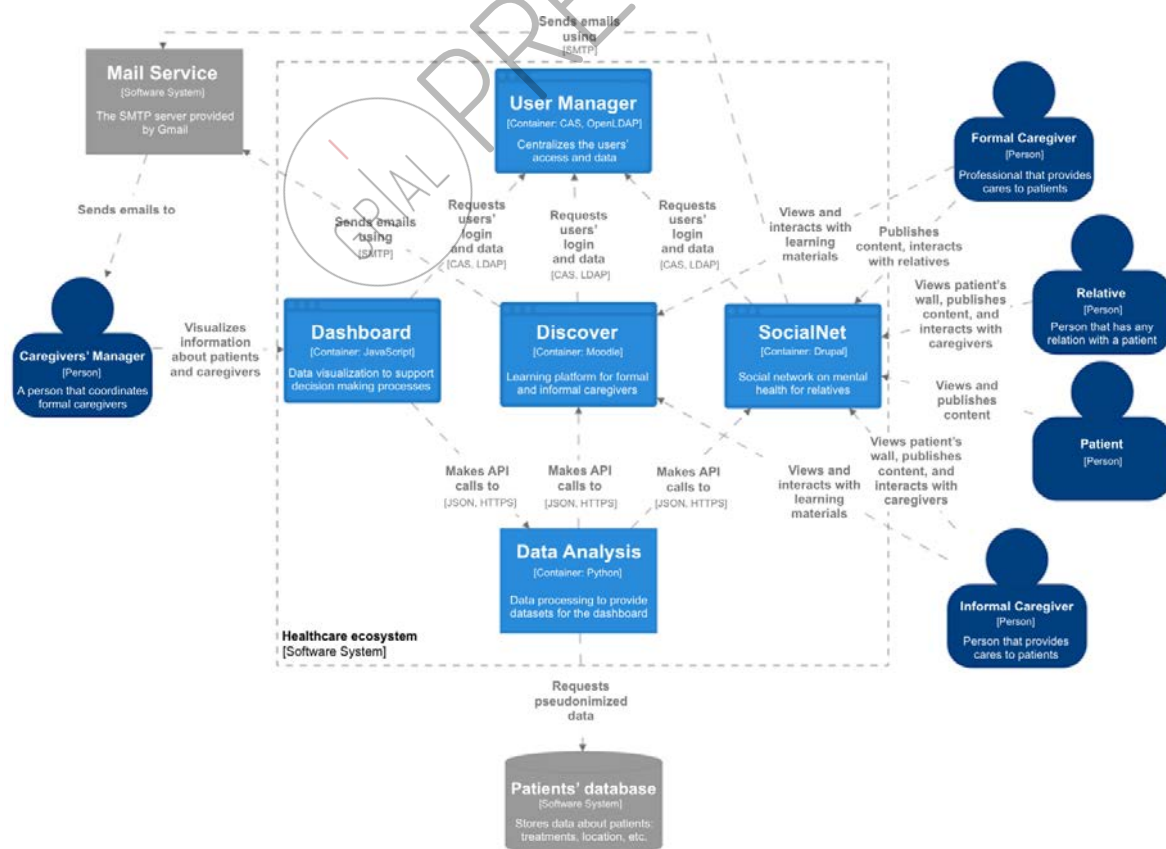 Sends emails
using
[SMTP]
PRE
GRIAL
Mail Service
[Software System]
The SMTP server provided
by Gmail
User Manager
[Container: CAS, OpenLDAP]
Centralizes the users'
access and data
Formal Caregiver
[Person]
Professional that provides
cares to patients
Sends emails to
Sends emails
using
[SMTP]
Requests
users'
login
and data
[CAS, LDAP]
Requests
users'
login
and data
[CAS, LDAP]
Requests
users'
login
and data
[CAS, LDAP]
Views and
interacts with
learning
materials
Publishes
content, interacts
with relatives
Caregivers' Manager
[Person]
A person that coordinates
formal caregivers
Visualizes
information
about patients
and caregivers
Dashboard
[Container: JavaScript]
Data visualization to support
decision making processes
Discover
[Container: Moodle]
Learning platform for formal
and informal caregivers
SocialNet
[Container: Drupal]
Social network on mental
health for relatives
Views patient's
wall, publishes
content, and
interacts with
caregivers
Relative
[Person]
Person that has any
relation with a patient
Views and
publishes
content
Patient
[Person]
Makes API
calls to
[JSON, HTTPS]
Makes API
calls to
[JSON, HTTPS]
Makes API
calls to
[JSON, HTTPS]
Views and
interacts with
learning
materials
Views patient's
wall, publishes
content, and
interacts with
caregivers
Data Analysis
[Container: Python]
Data processing to provide
datasets for the dashboard
Informal Caregiver
[Person]
Person that provides
cares to patients
Healthcare ecosystem
[Software System]
Requests
pseudonimized
data
Patients' database
[Software System]
Stores data about patients:
treatments, location, etc.